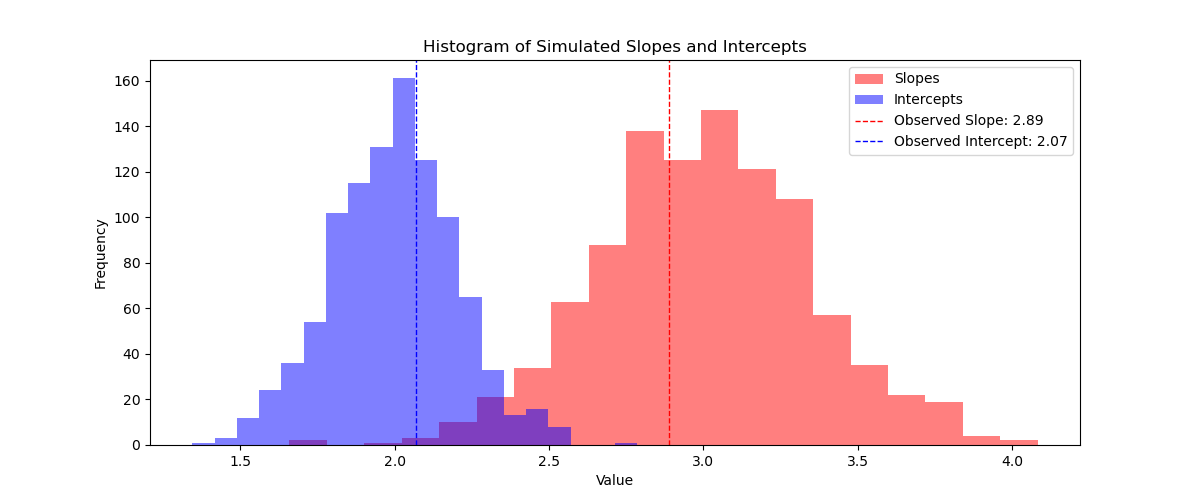 Histogram of Simulated Slopes and Intercepts
Slopes
Intercepts
Observed Slope: 2.89
Observed Intercept: 2.07
Frequency
160
140
120
100
80
60
40
20
0
1.5 2.0 2.5 3.0 3.5 4.0
Value